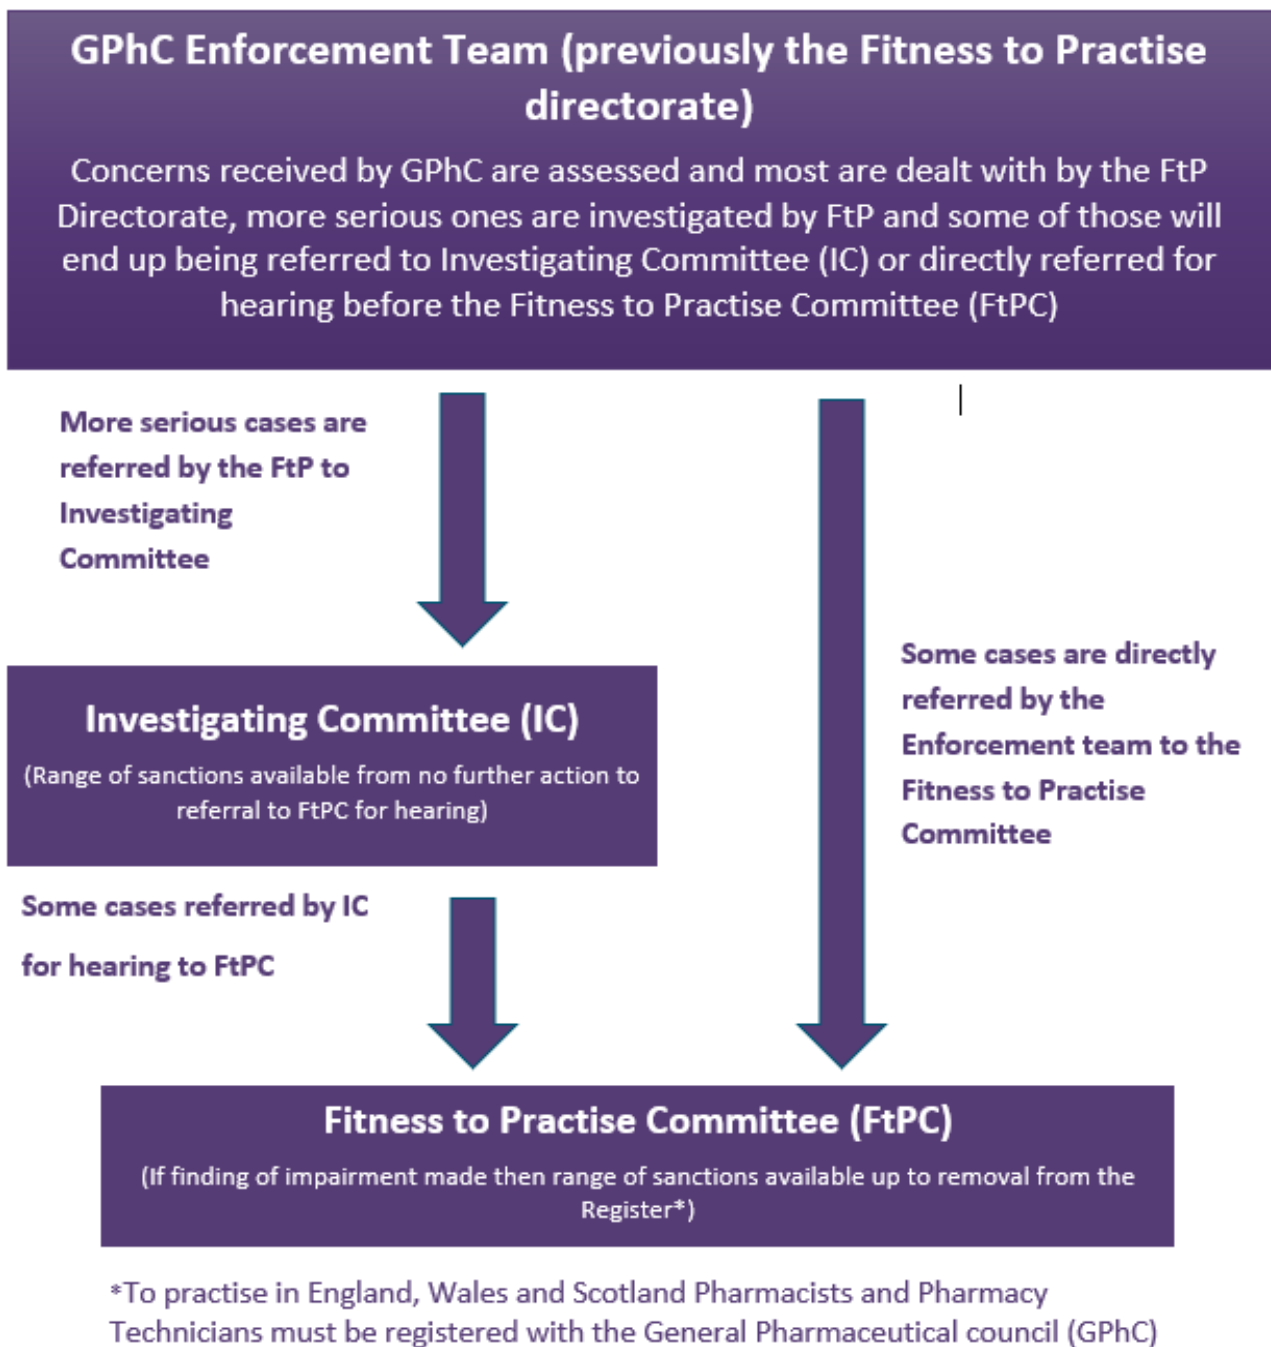 GPhC Enforcement Team (previously the Fitness to Practise
directorate)
Concerns received by GPhC are assessed and most are dealt with by the FtP
Directorate, more serious ones are investigated by FtP and some of those will
end up being referred to Investigating Committee (IC) or directly referred for
hearing before the Fitness to Practise Committee (FtPC)
More serious cases are
referred by the FtP to
Investigating
Committee
Investigating Committee (IC)
(Range of sanctions available from no further action to
referral to FtPC for hearing)
Some cases are directly
referred by the
Enforcement team to the
Fitness to Practise
Committee
Some cases referred by IC
for hearing to FtPC
Fitness to Practise Committee (FtPC)
(If finding of impairment made then range of sanctions available up to removal from the
Register*)
*To practise in England, Wales and Scotland Pharmacists and Pharmacy
Technicians must be registered with the General Pharmaceutical council (GPhC)